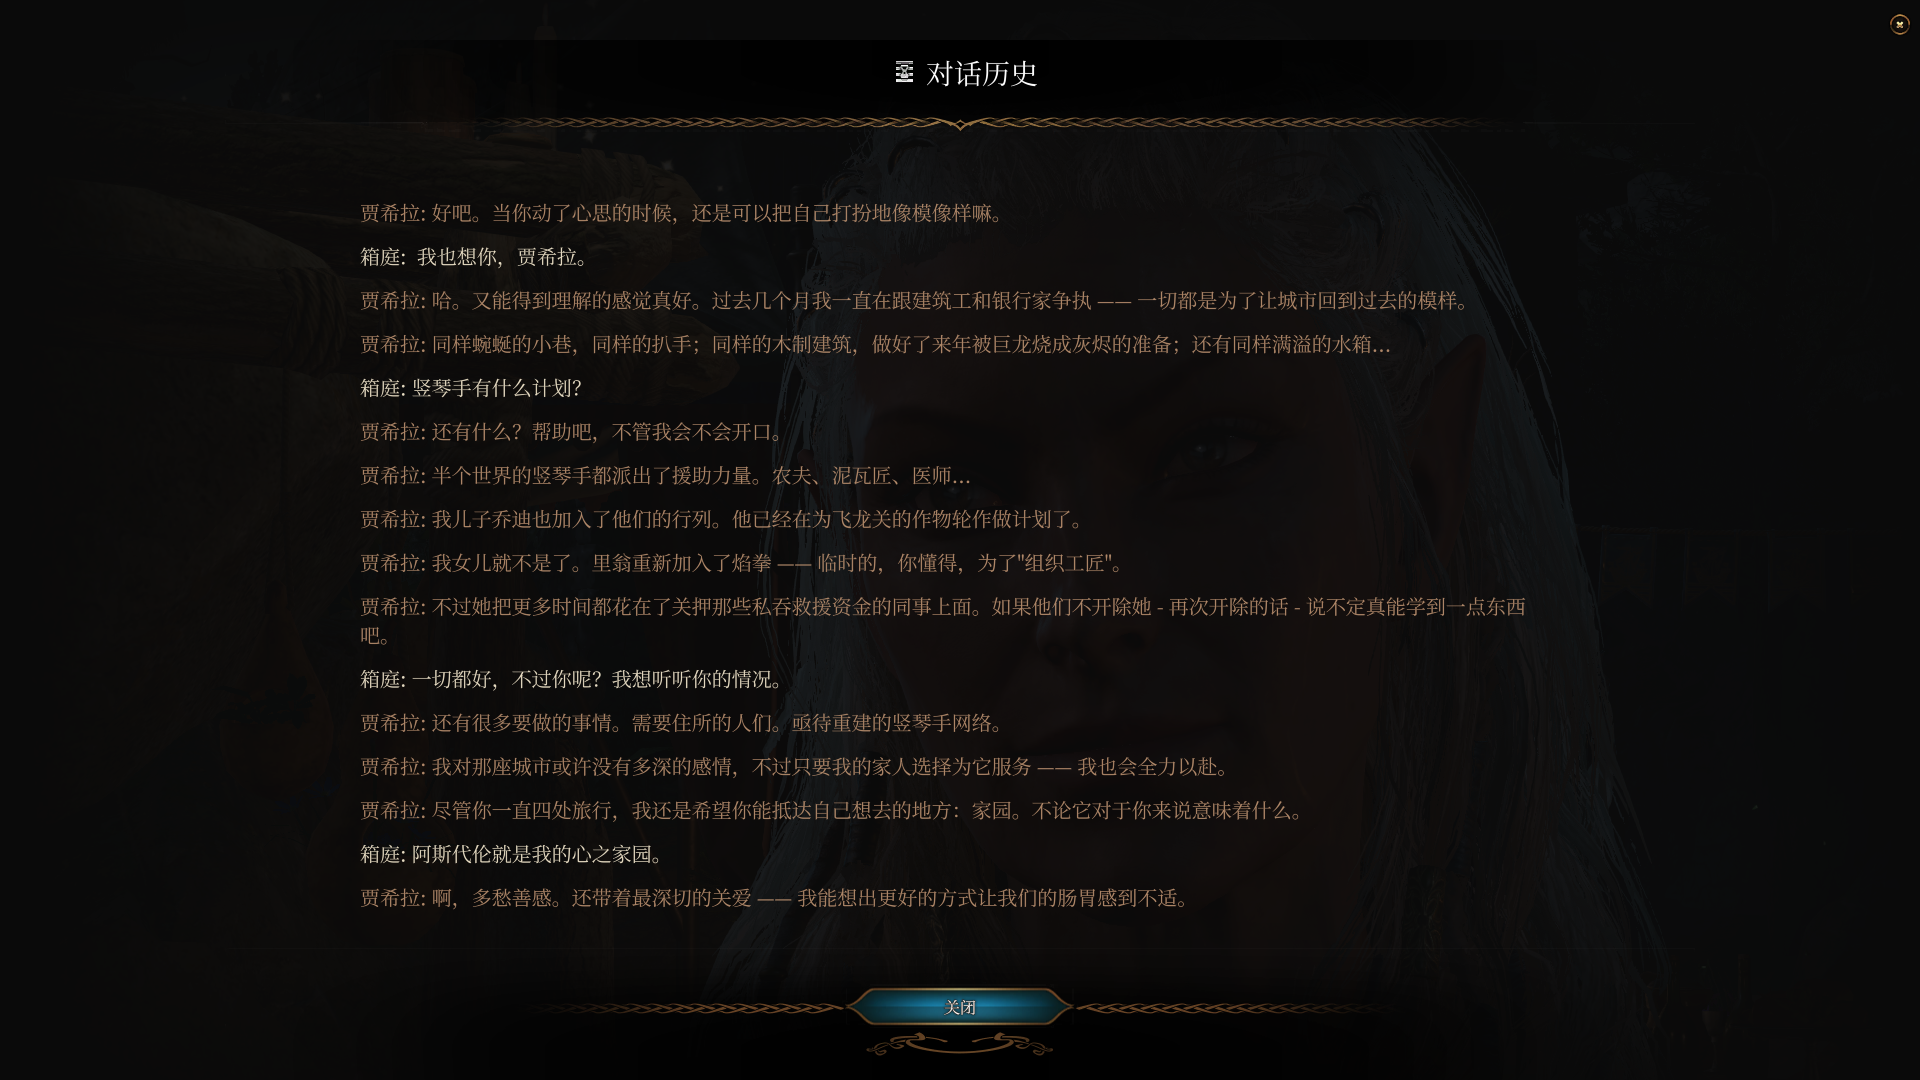 对话历史
贾希拉: 好吧。当你动了心思的时候，还是可以把自己打扮地像模像样嘛。
箱庭:  我也想你，贾希拉。
贾希拉: 哈。又能得到理解的感觉真好。过去几个月我一直在跟建筑工和银行家争执 —— 一切都是为了让城市回到过去的模样。
贾希拉: 同样蜿蜒的小巷，同样的扒手；同样的木制建筑，做好了来年被巨龙烧成灰烬的准备；还有同样满溢的水箱…
箱庭: 竖琴手有什么计划？
贾希拉: 还有什么？帮助吧，不管我会不会开口。
贾希拉: 半个世界的竖琴手都派出了援助力量。农夫、泥瓦匠、医师…
贾希拉: 我儿子乔迪也加入了他们的行列。他已经在为飞龙关的作物轮作做计划了。
贾希拉: 我女儿就不是了。里翁重新加入了焰拳 —— 临时的，你懂得，为了"组织工匠"。
贾希拉: 不过她把更多时间都花在了关押那些私吞救援资金的同事上面。如果他们不开除她 - 再次开除的话 - 说不定真能学到一点东西
吧。
箱庭: 一切都好，不过你呢？我想听听你的情况。
贾希拉: 还有很多要做的事情。需要住所的人们。亟待重建的竖琴手网络。
贾希拉: 我对那座城市或许没有多深的感情，不过只要我的家人选择为它服务 —— 我也会全力以赴。
贾希拉: 尽管你一直四处旅行，我还是希望你能抵达自己想去的地方：家园。不论它对于你来说意味着什么。
箱庭: 阿斯代伦就是我的心之家园。
贾希拉: 啊，多愁善感。还带着最深切的关爱 —— 我能想出更好的方式让我们的肠胃感到不适。
关闭